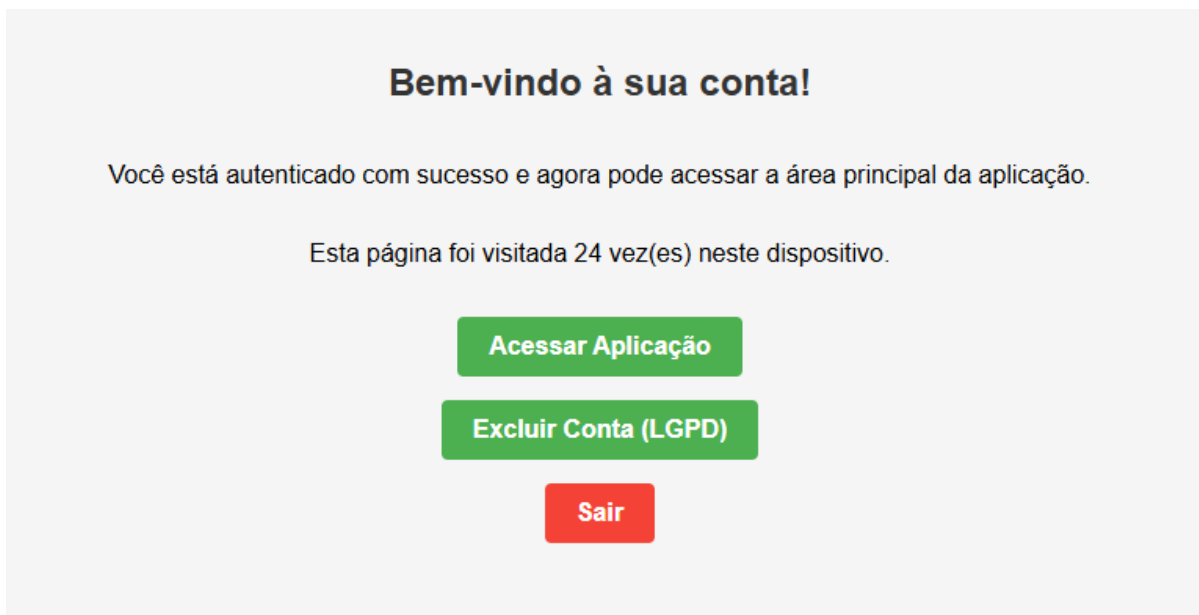 Bem-vindo à sua conta!
Você está autenticado com sucesso e agora pode acessar a área principal da aplicação.
Esta página foi visitada 24 vez(es) neste dispositivo.
Acessar Aplicação
Excluir Conta (LGPD)
Sair